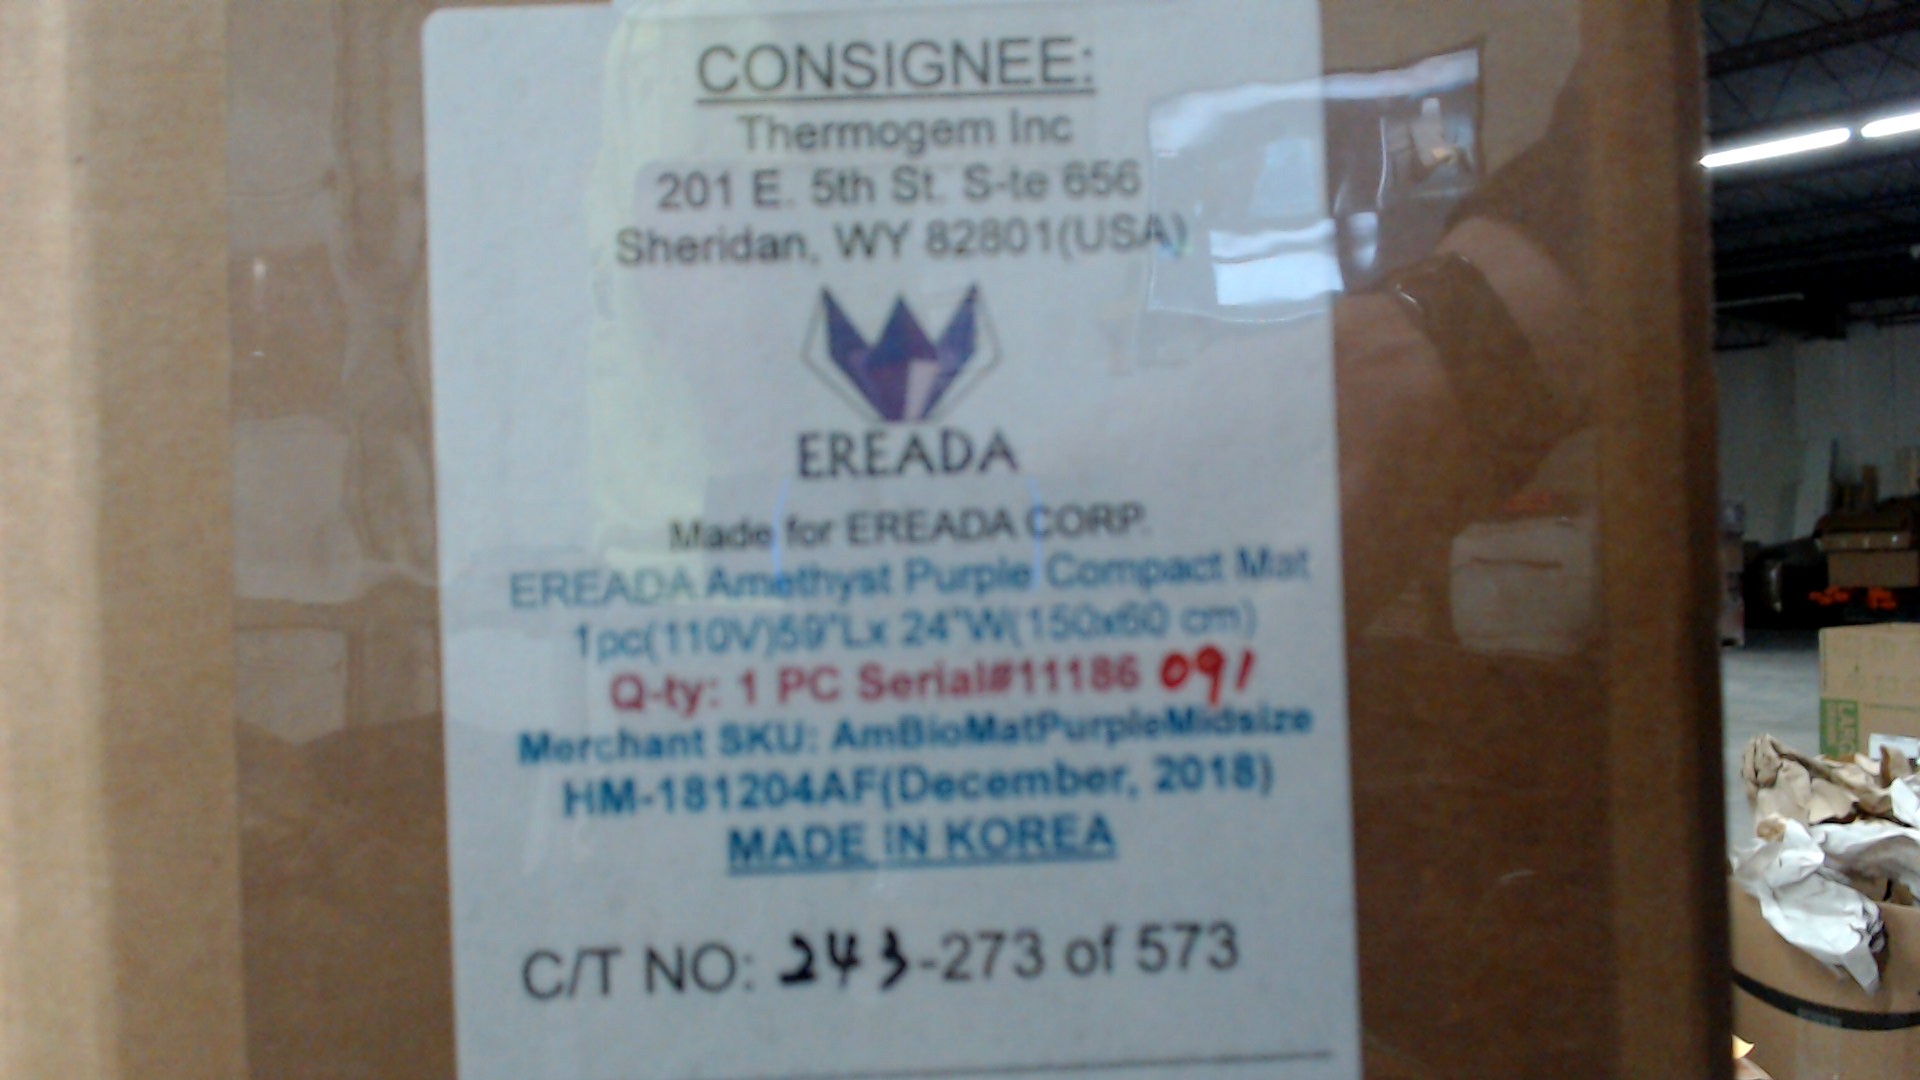 CONSIGNEE:
Thermogem Inc
201 E. 5th St. S-te 656
Sheridan, WY 82801(USA)
EREADA
Made for EREADA CORP.
EREADA Amethyst Purple Compact Mat
1pc(110V)59"Lx 24"W(150x60 cm)
Q-ty: 1 PC Serial#11186 091
Merchant SKU: AmBioMatPurpleMidsize
HM-181204AF(December, 2018)
MADE IN KOREA
C/T NO: 243-273 of 573